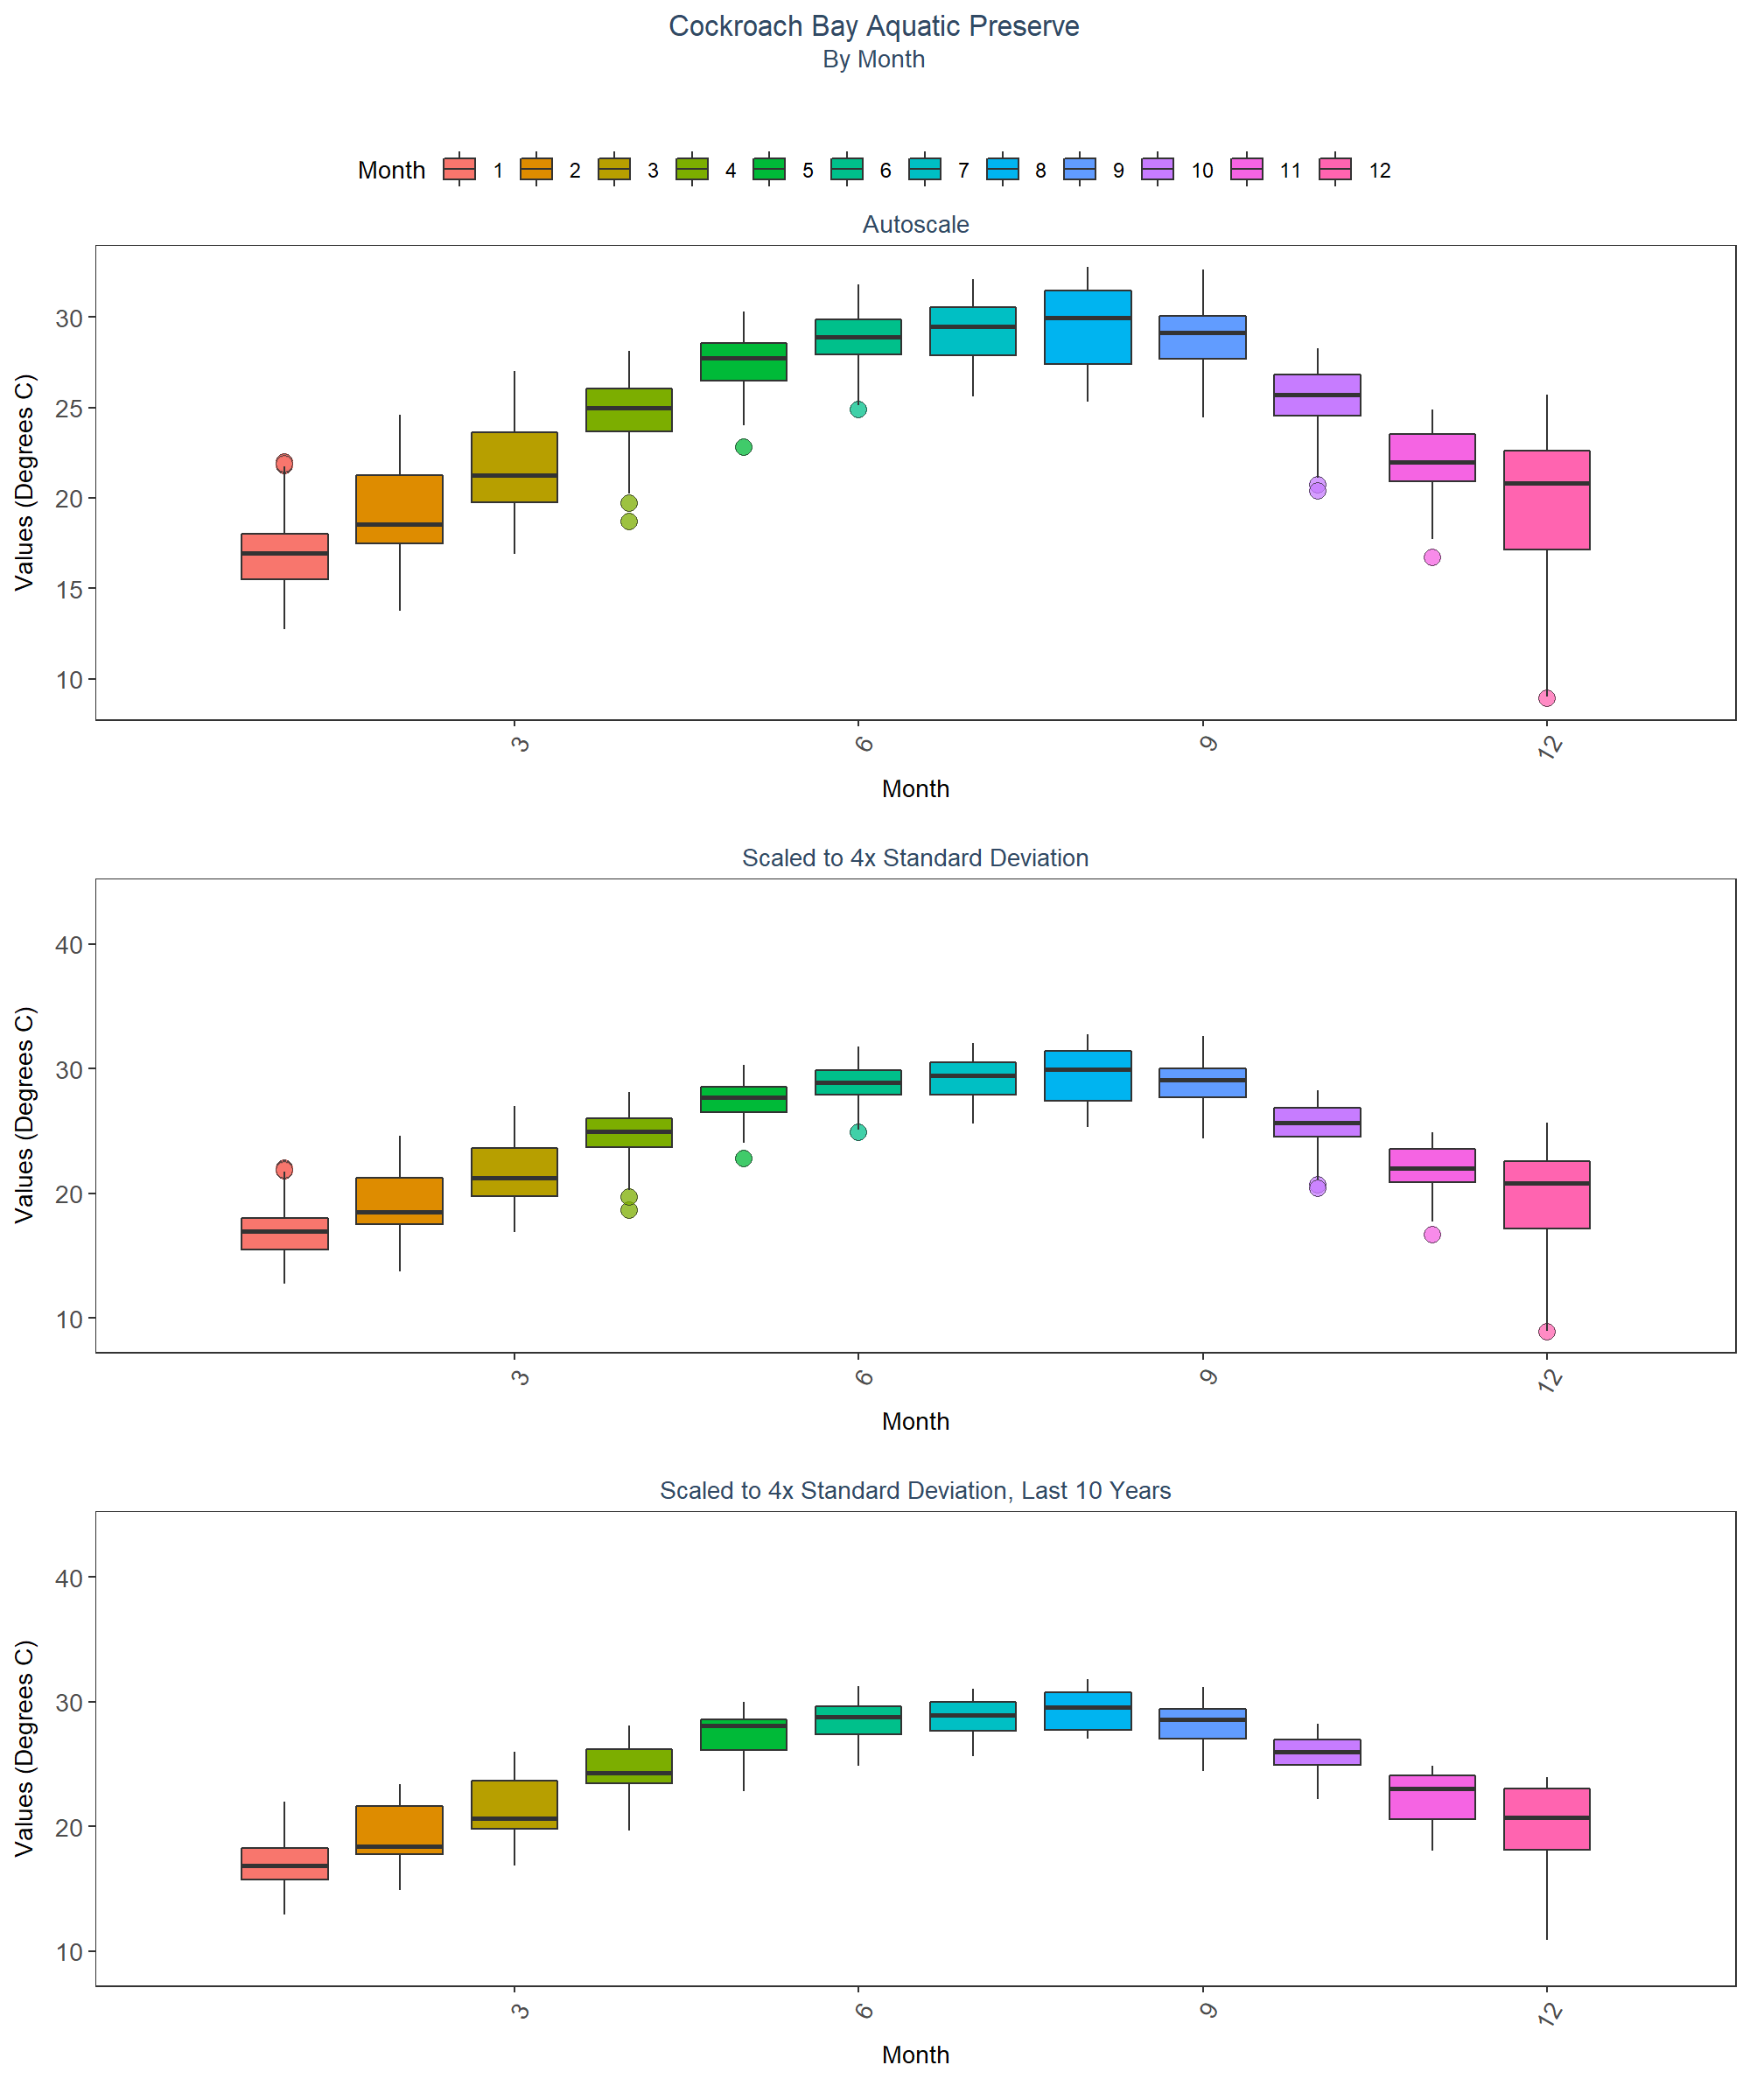 Cockroach Bay Aquatic Preserve
By Month
Month 1 2 3 4 5 6 7 8 9 10 11 12
Autoscale
Values (Degrees C)
30
25
20
15
10
3 6 9 12
Month
Scaled to 4x Standard Deviation
Values (Degrees C)
40
30
20
10
3 6 9 12
Month
Scaled to 4x Standard Deviation, Last 10 Years
Values (Degrees C)
40
30
20
10
3 6 9 12
Month